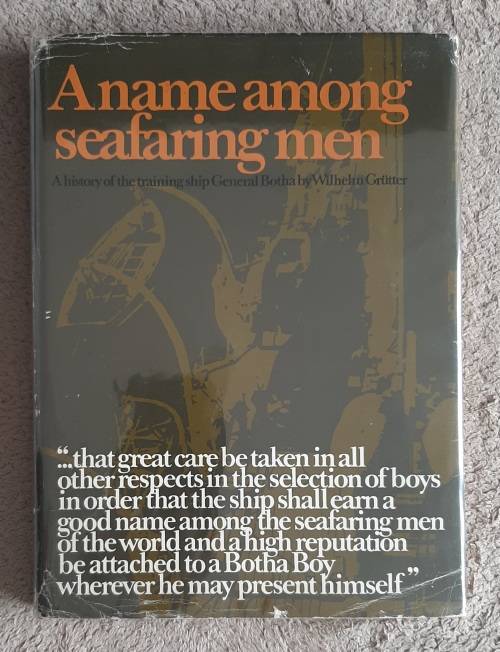 A name among
seafaring men
A history of the training ship General Botha by Wilhelm Grütter
“...that great care be taken in all
other respects in the selection of boys
in order that the ship shall earn a
good name among the seafaring men
of the world and a high reputation
be attached to a Botha Boy
wherever he may present himself”